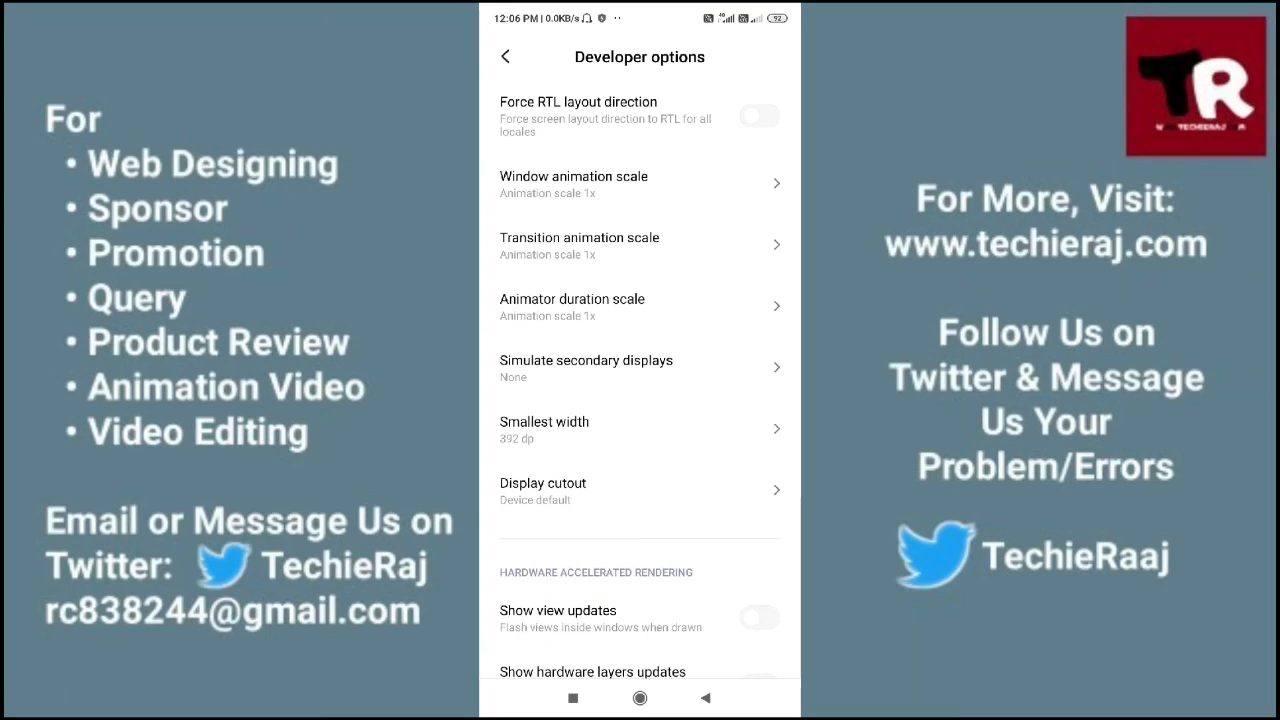 For
• Web Designing
• Sponsor
• Promotion
• Query
• Product Review
• Animation Video
• Video Editing
Email or Message Us on
Twitter: TechieRaj
rc838244@gmail.com
12:06 PM | 0.0KB/s
4G
92
Developer options
Force RTL layout direction
Force screen layout direction to RTL for all
locales
Window animation scale
Animation scale 1x
Transition animation scale
Animation scale 1x
Animator duration scale
Animation scale 1x
Simulate secondary displays
None
Smallest width
392 dp
Display cutout
Device default
HARDWARE ACCELERATED RENDERING
Show view updates
Flash views inside windows when drawn
Show hardware layers updates
TR
For More, Visit:
www.techieraj.com
Follow Us on
Twitter & Message
Us Your
Problem/Errors
TechieRaaj